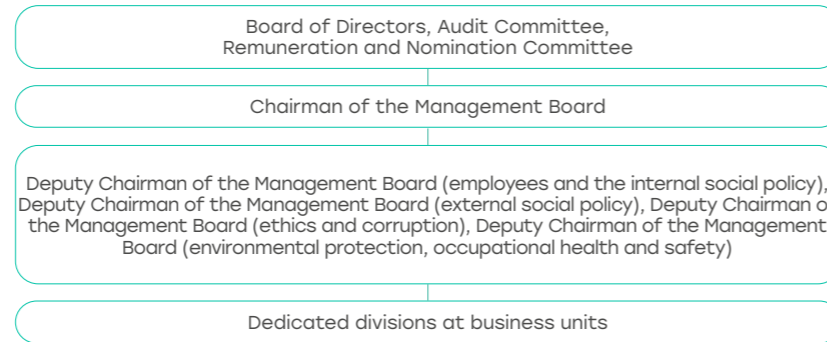 Board of Directors, Audit Committee,
Remuneration and Nomination Committee
Chairman of the Management Board
Deputy Chairman of the Management Board (employees and the internal social policy),
Deputy Chairman of the Management Board (external social policy), Deputy Chairman o
the Management Board (ethics and corruption), Deputy Chairman of the Management
Board (environmental protection, occupational health and safety)
Dedicated divisions at business units